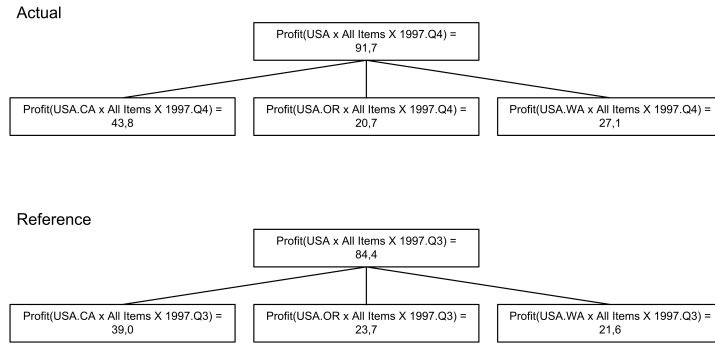 Actual
Profit(USA x All Items X 1997.Q4) =
91,7
Profit(USA.CA x All Items X 1997.Q4) =
43,8
Profit(USA.OR x All Items X 1997.Q4) =
20,7
Profit(USA.WA x All Items X 1997.Q4) =
27,1
Reference
Profit(USA x All Items X 1997.Q3) =
84,4
Profit(USA.CA x All Items X 1997.Q3) =
39,0
Profit(USA.OR x All Items X 1997.Q3) =
23,7
Profit(USA.WA x All Items X 1997.Q3) =
21,6